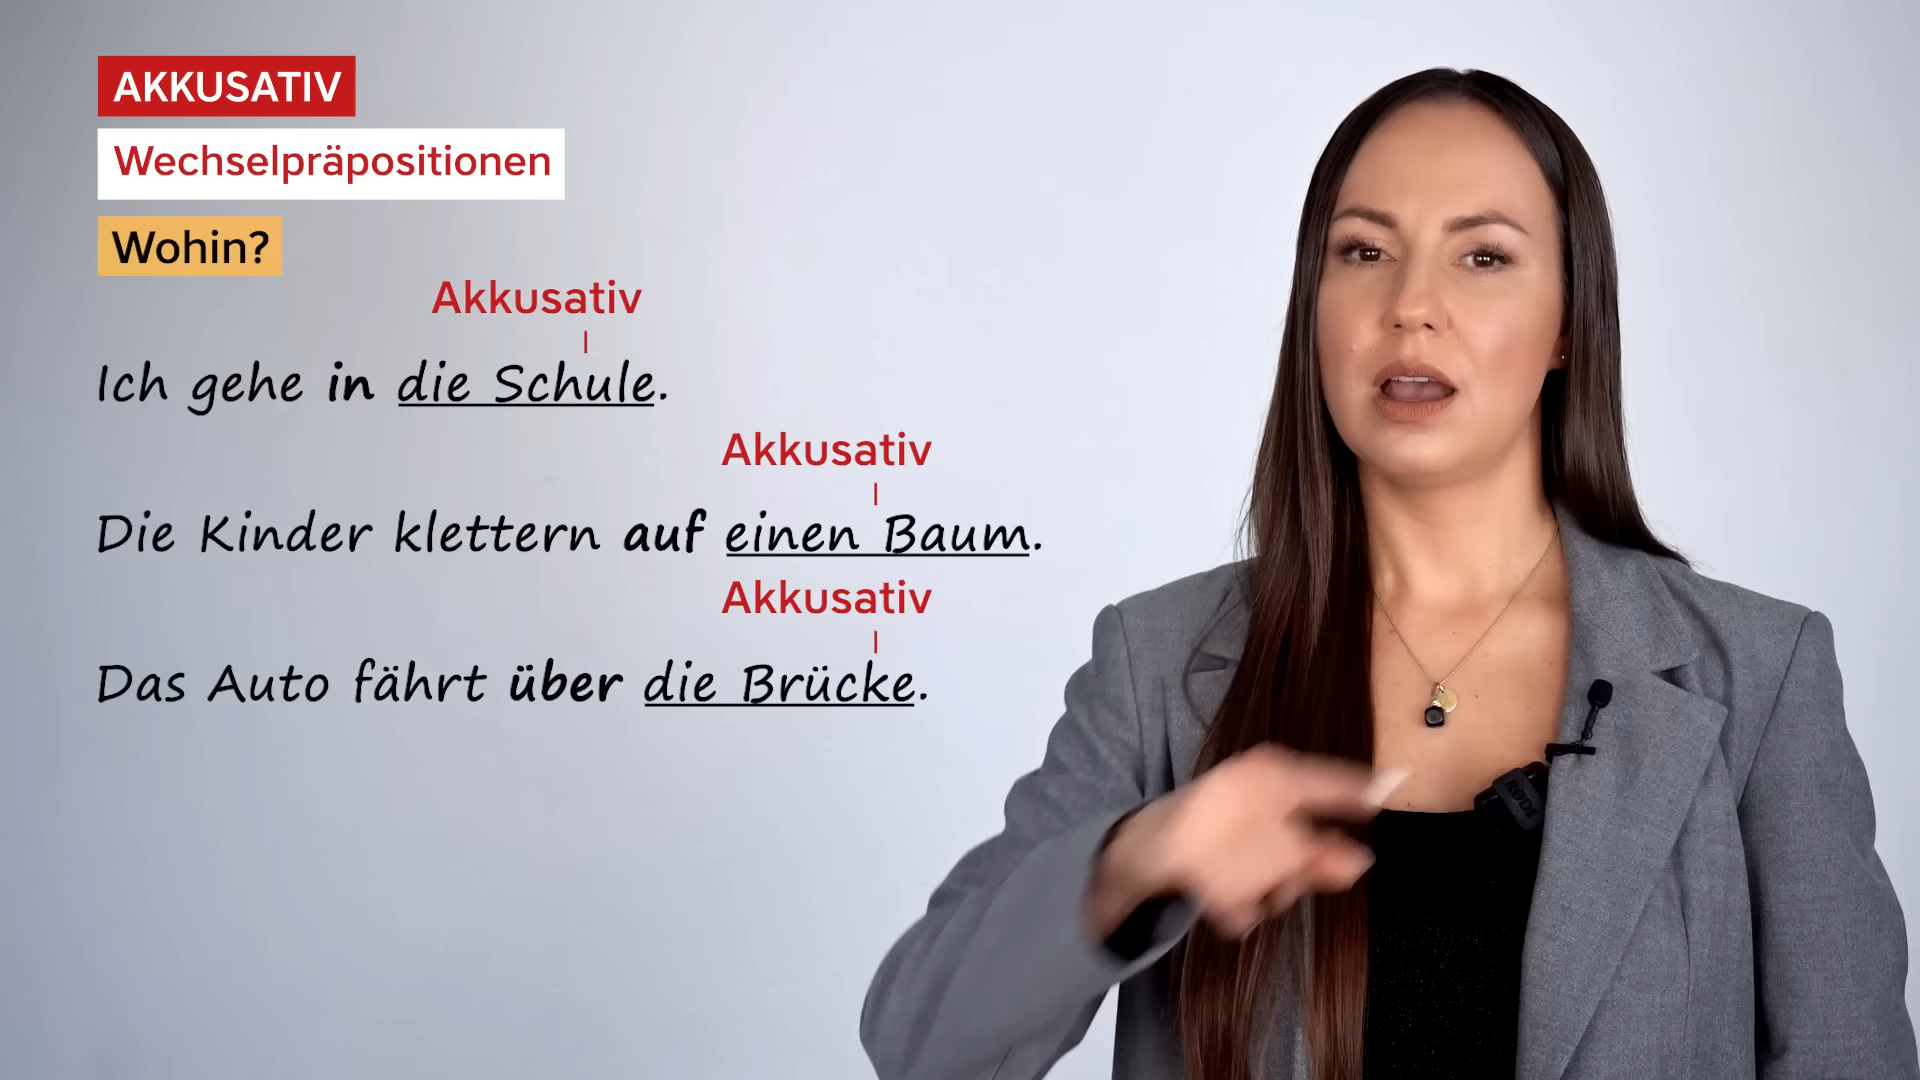 AKKUSATIV
Wechselpräpositionen
Wohin?
Akkusativ
Ich gehe in die Schule.
Akkusativ
Die Kinder klettern auf einen Baum.
Akkusativ
Das Auto fährt über die Brücke.
RØDE